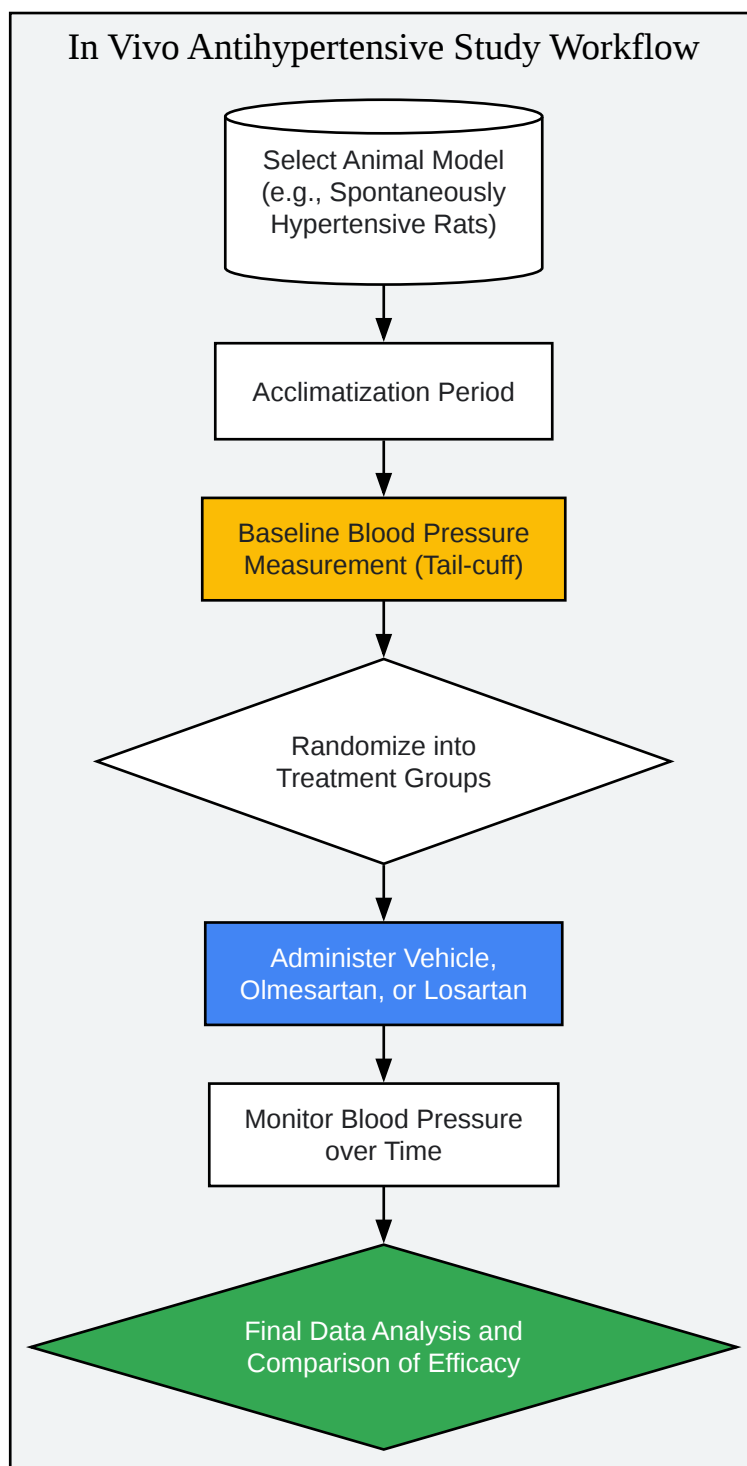 In Vivo Antihypertensive Study Workflow
Select Animal Model
(e.g., Spontaneously
Hypertensive Rats)
Acclimatization Period
Baseline Blood Pressure
Measurement (Tail-cuff)
Randomize into
Treatment Groups
Administer Vehicle,
Olmesartan, or Losartan
Monitor Blood Pressure
over Time
Final Data Analysis and
Comparison of Efficacy